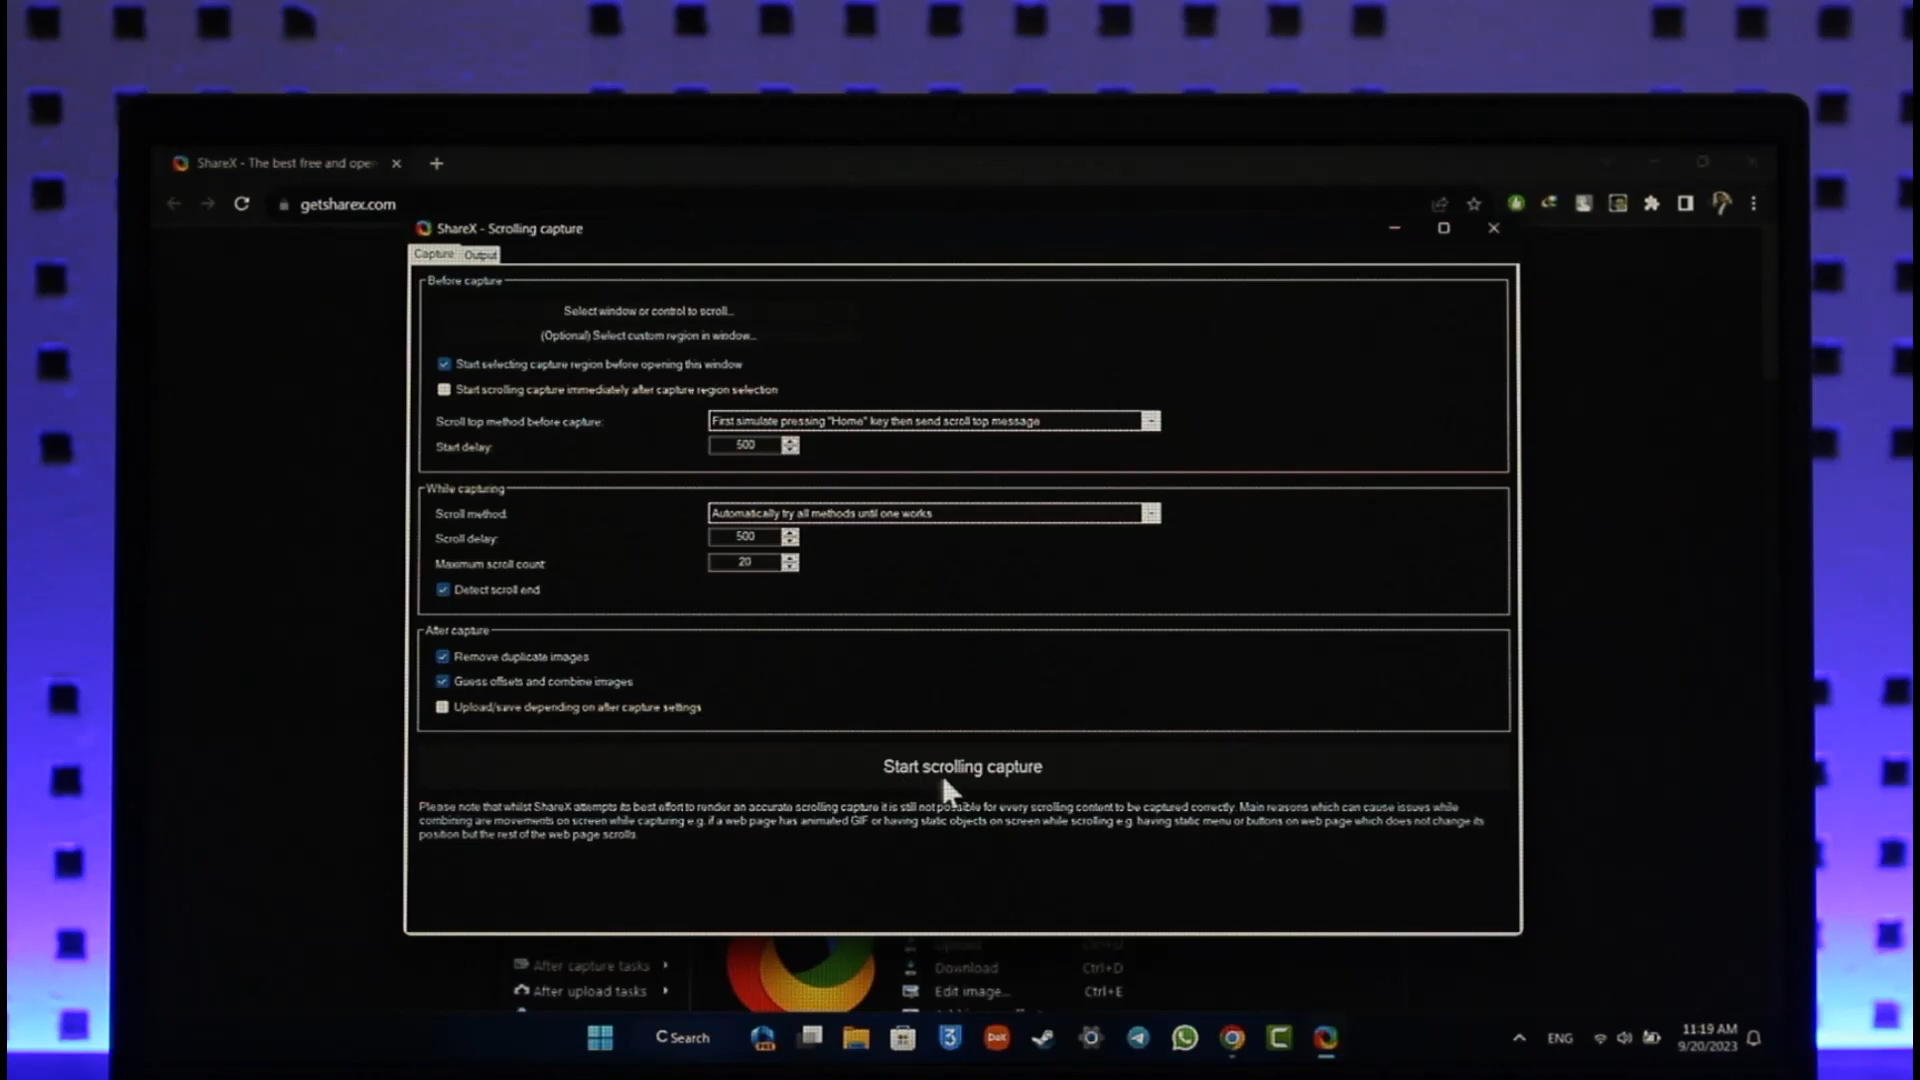 ShareX - The best free and ope
getsharex.com
ShareX - Scrolling capture
Capture Output
Before capture
Select window or control to scroll...
(Optional) Select custom region in window...
Start selecting capture region before opening this window
Start scrolling capture immediately after capture region selection
Scroll top method before capture: First simulate pressing "Home" key then send scroll top message
Start delay: 500
While capturing
Scroll method: Automatically try all methods until one works
Scroll delay: 500
Maximum scroll count: 20
Detect scroll end
After capture
Remove duplicate images
Guess offsets and combine images
Upload/save depending on after capture settings
Start scrolling capture
Please note that whilst ShareX attempts its best effort to render an accurate scrolling capture it is still not possible for every scrolling content to be captured correctly. Main reasons which can cause issues while
combining are movements on screen while capturing e.g. if a web page has animated GIF or having static objects on screen while scrolling e.g. having static menu or buttons on web page which does not change its
position but the rest of the web page scrolls.
Upload Ctrl+U
After capture tasks Download Ctrl+D
After upload tasks Edit image... Ctrl+E
Search
ENG
11:19 AM
9/20/2023